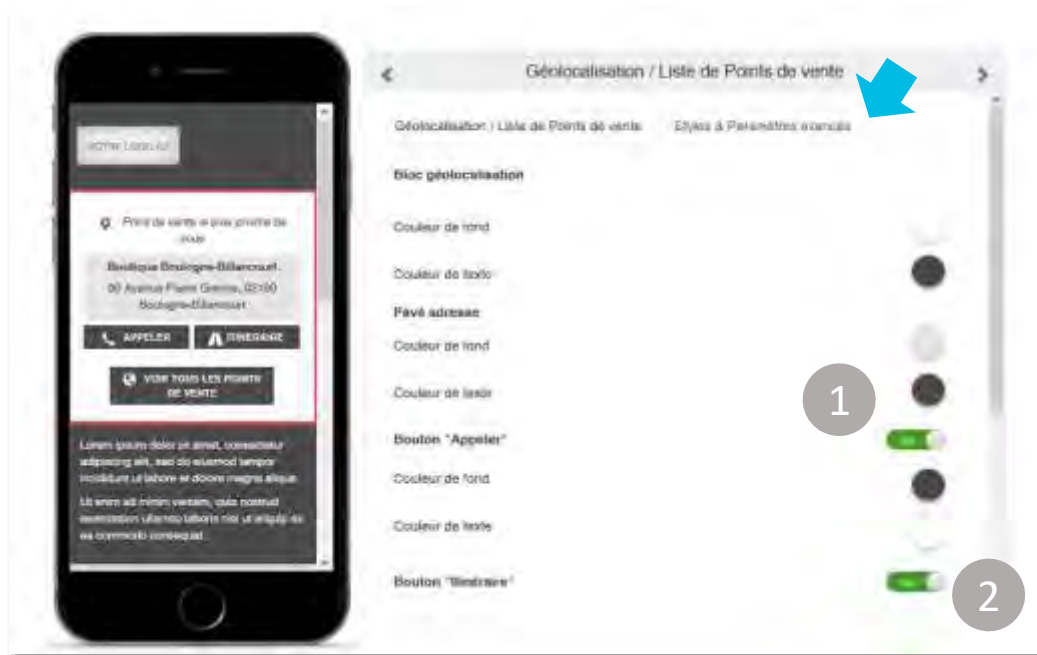 VOTRE LOGO ICI
Point de vente le plus proche de
vous
Boutique Boulogne-Billancourt
Boulogne-Billancourt
APPELER
ITINERAIRE
VOIR TOUS LES POINTS
DE VENTE
Lorem ipsum dolor sit amet, consectetur
adipiscing elit, sed do eiusmod tempor
incididunt ut labore et dolore magna aliqua.
Ut enim ad minim veniam, quis nostrud
exercitation ullamco laboris nisi ut aliquip ex
ea commodo consequat.
Géolocalisation / Liste de Points de vente
Géolocalisation / Liste de Points de vente
Styles & Paramètres avancés
Bloc géolocalisation
Couleur de fond
Couleur de texte
Pavé adresse
Couleur de fond
Couleur de texte
1
Bouton "Appeler"
Couleur de fond
Couleur de texte
Bouton "Itinéraire"
2